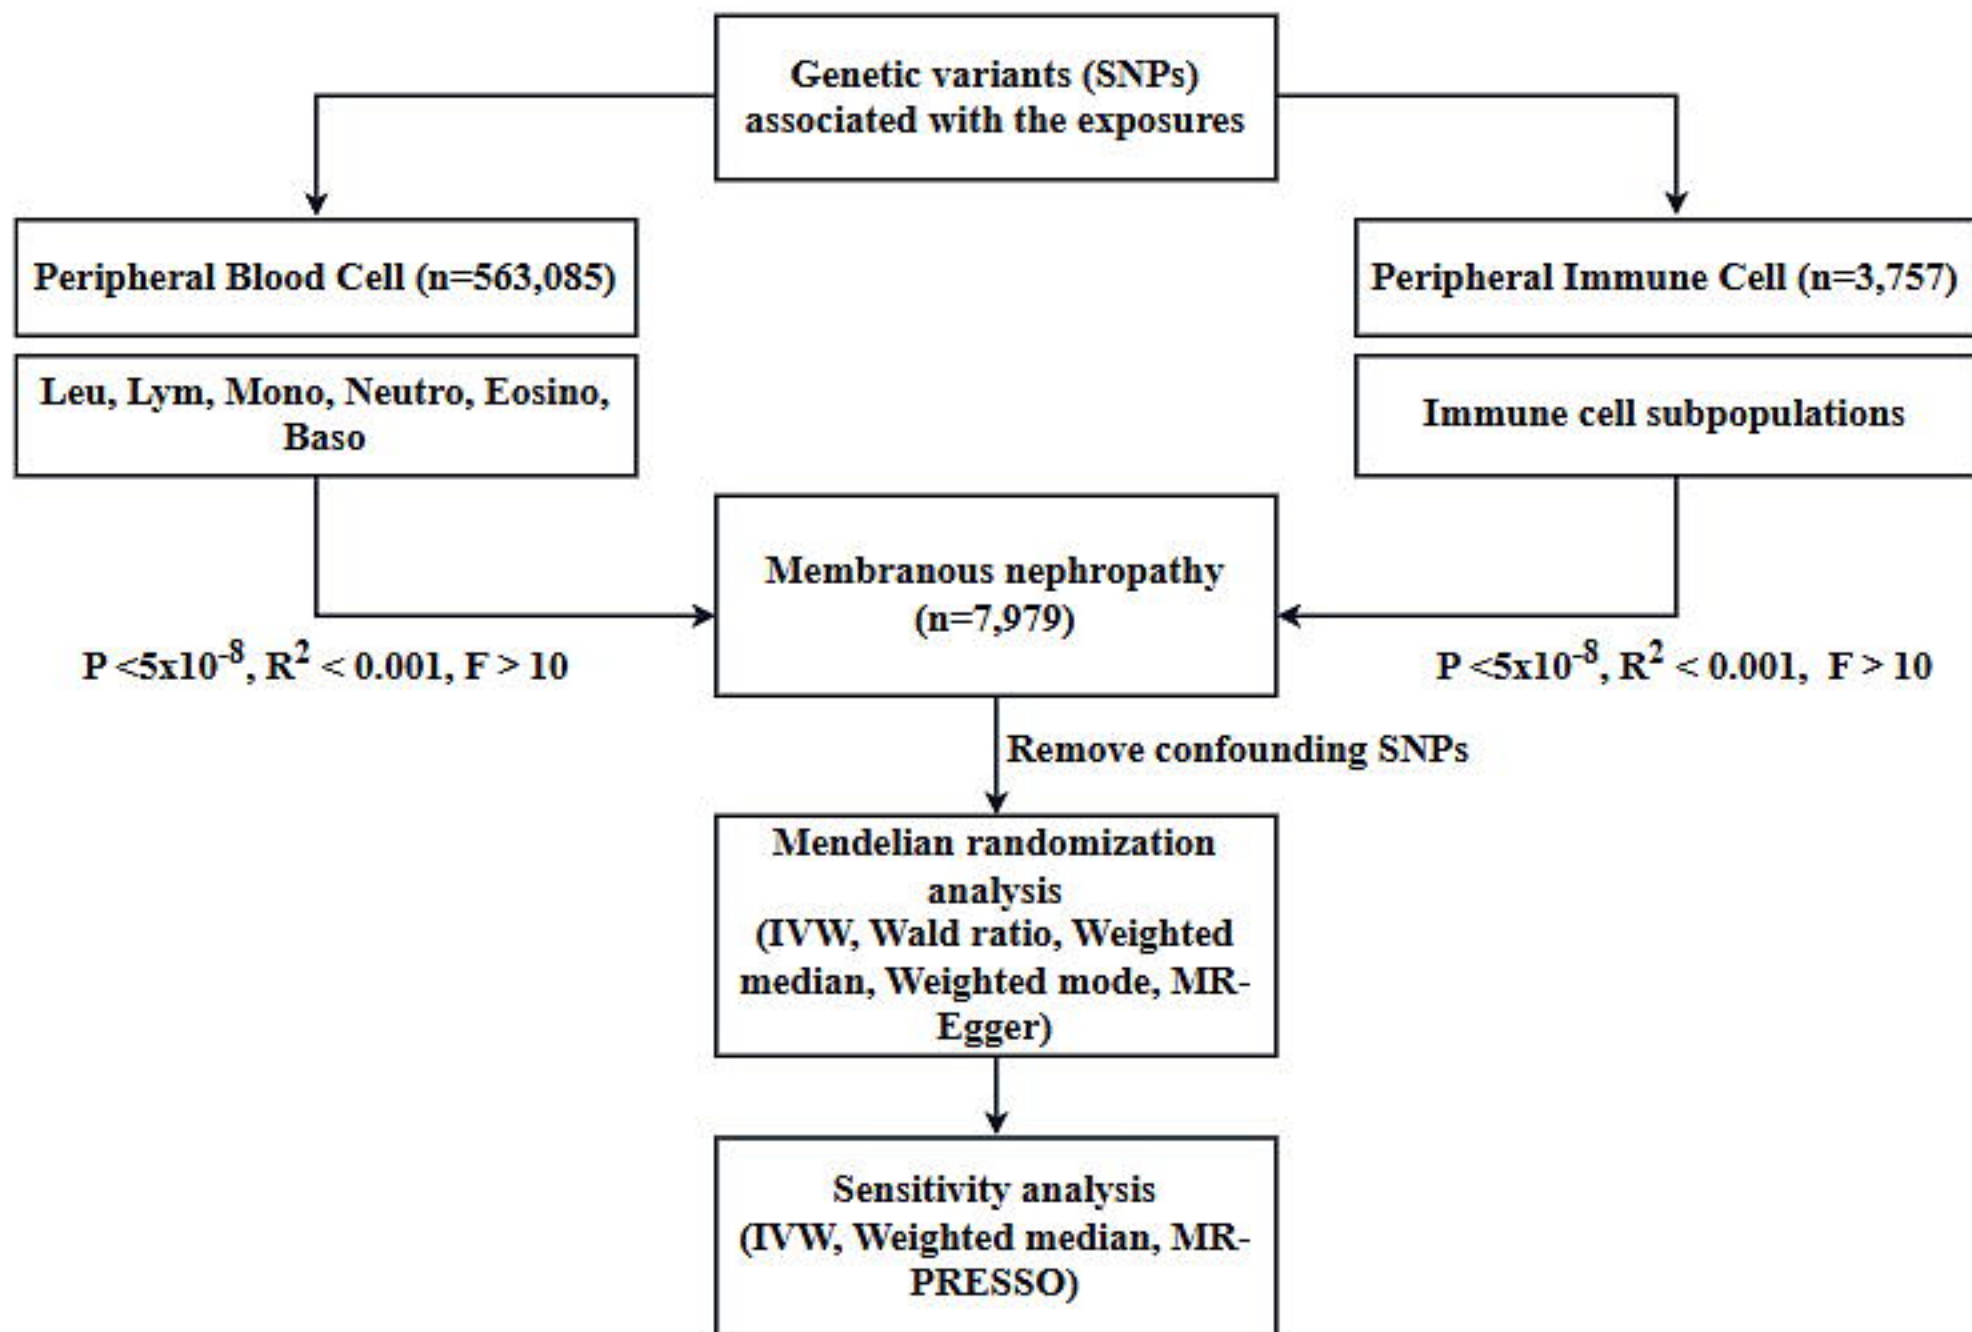 Genetic variants (SNPs)
associated with the exposures
Peripheral Blood Cell (n=563,085)
Peripheral Immune Cell (n=3,757)
Leu, Lym, Mono, Neutro, Eosino,
Baso
Immune cell subpopulations
Membranous nephropathy
(n=7,979)
P <5x10⁻⁸, R² < 0.001, F > 10
P <5x10⁻⁸, R² < 0.001, F > 10
Remove confounding SNPs
Mendelian randomization
analysis
(IVW, Wald ratio, Weighted
median, Weighted mode, MR-
Egger)
Sensitivity analysis
(IVW, Weighted median, MR-
PRESSO)